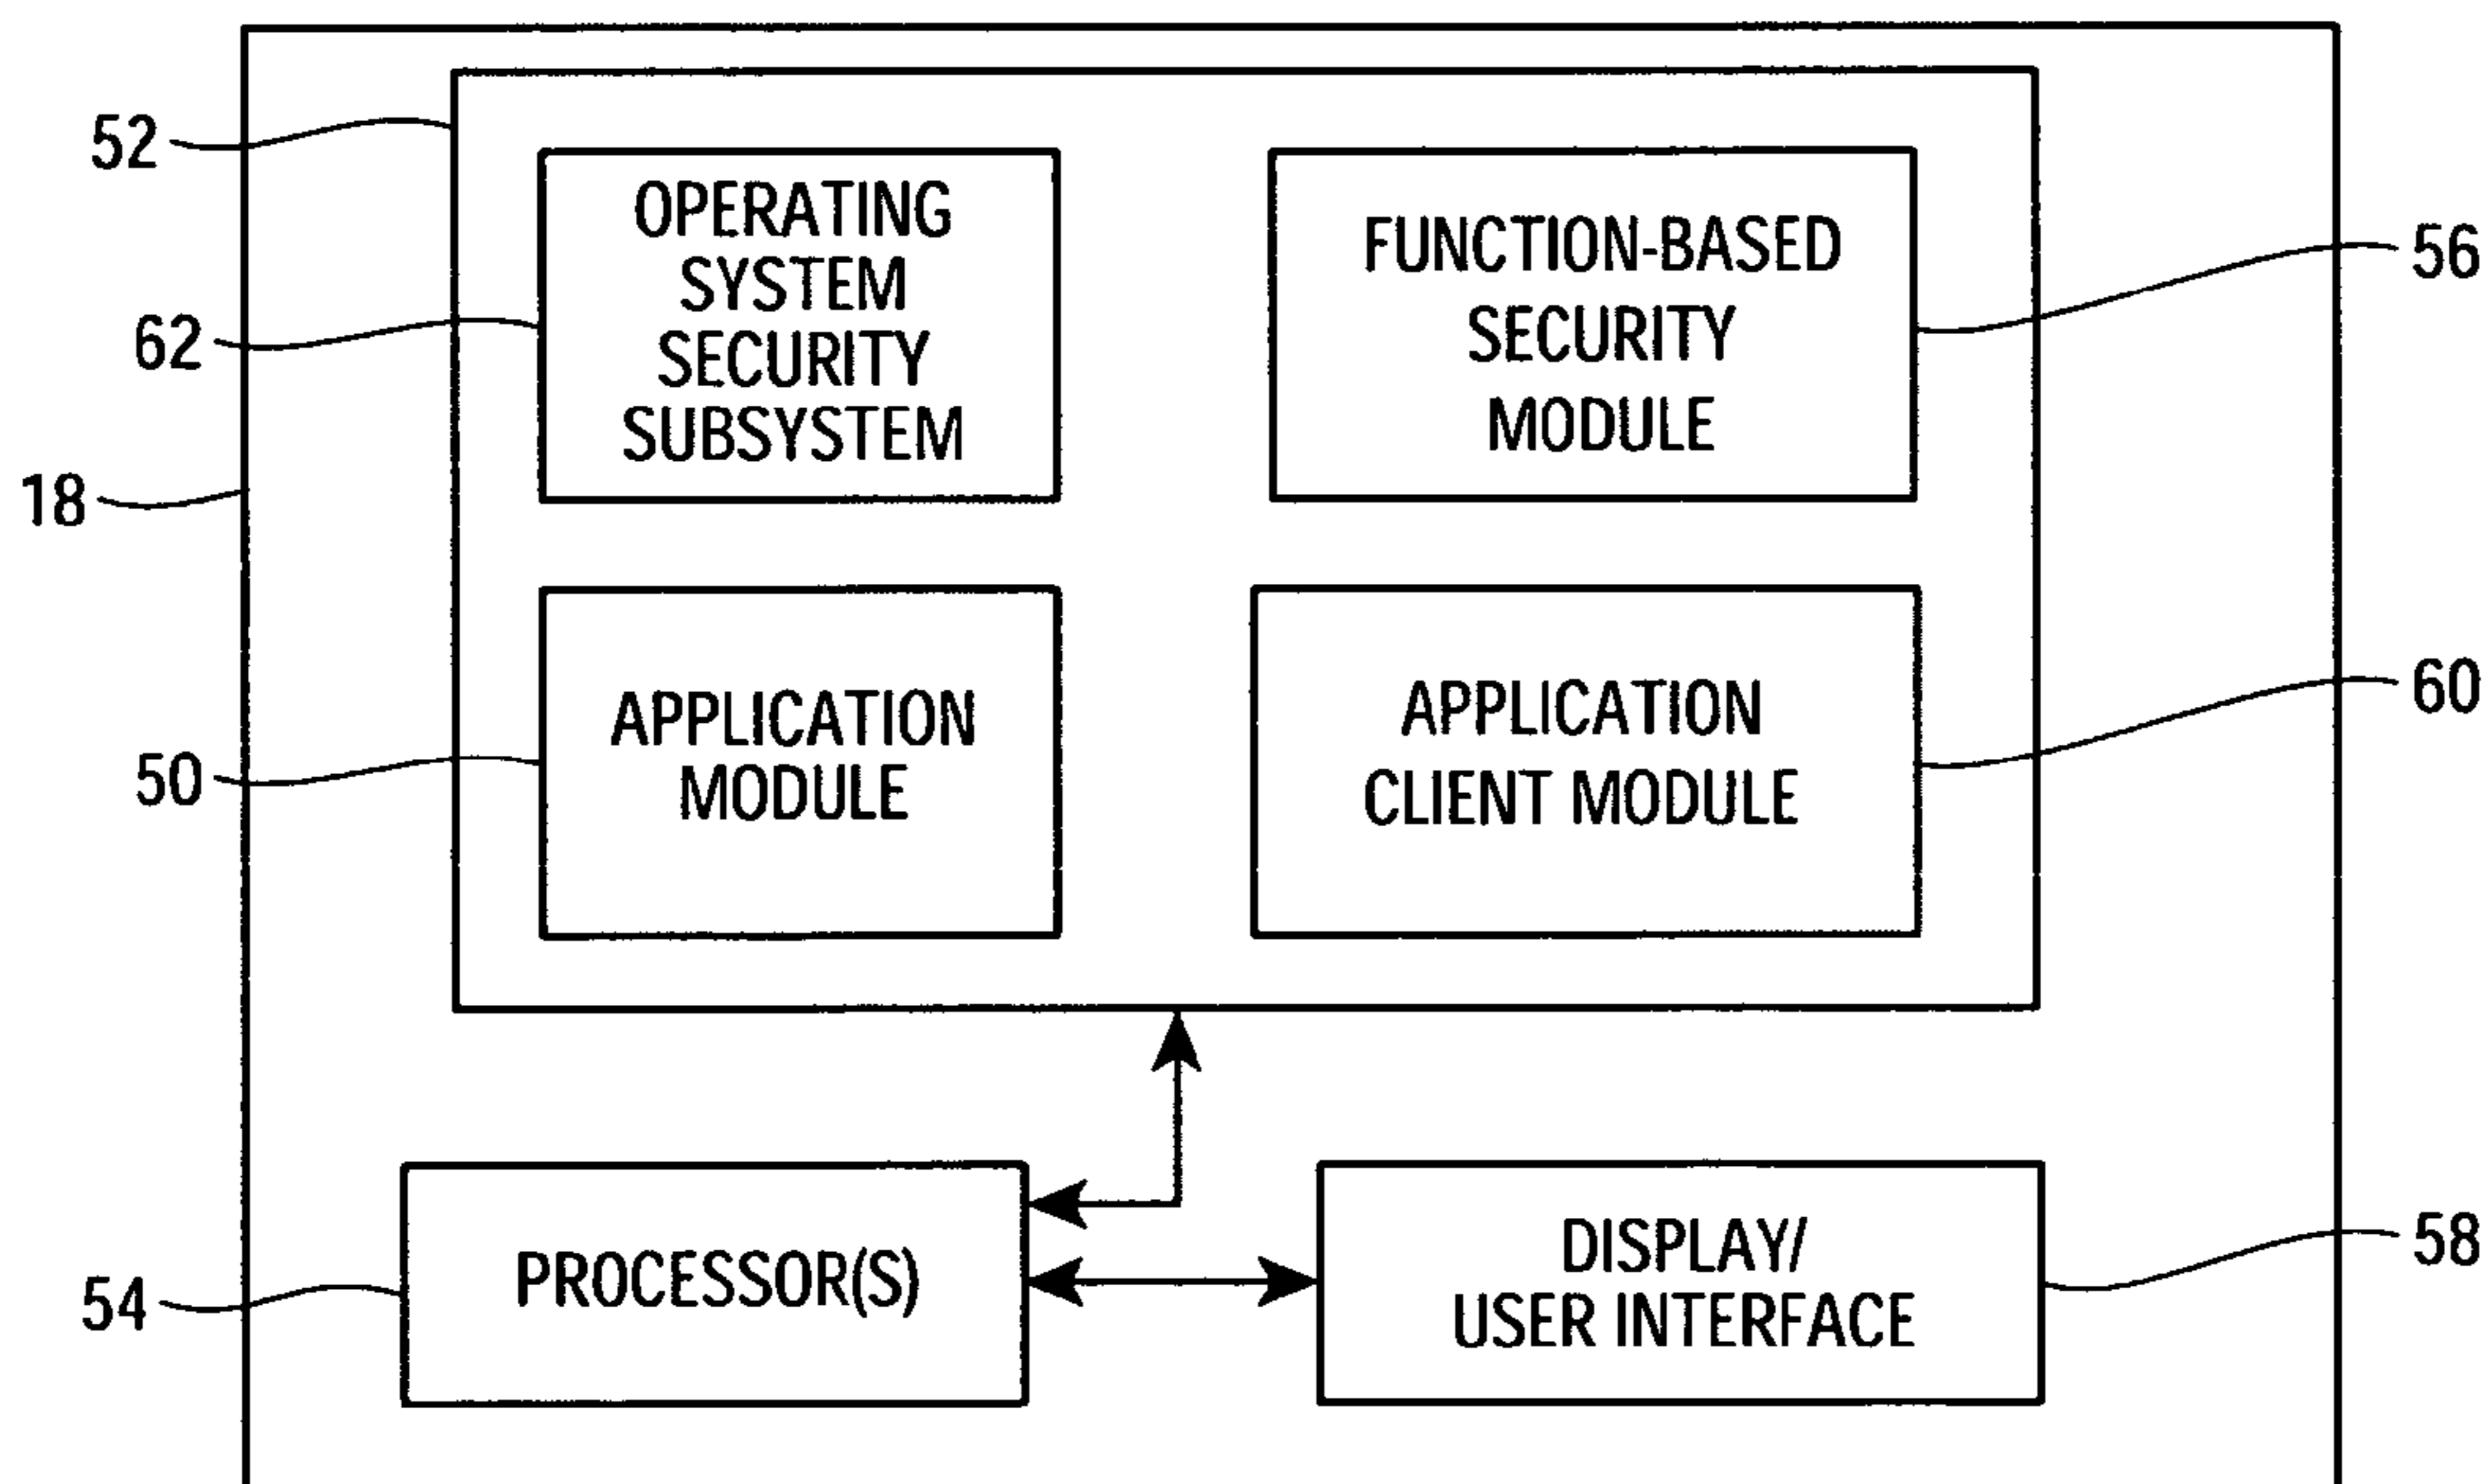 52
OPERATING
SYSTEM
SECURITY
SUBSYSTEM
62
FUNCTION-BASED
SECURITY
MODULE
56
18
APPLICATION
MODULE
50
APPLICATION
CLIENT MODULE
60
PROCESSOR(S)
54
DISPLAY/
USER INTERFACE
58